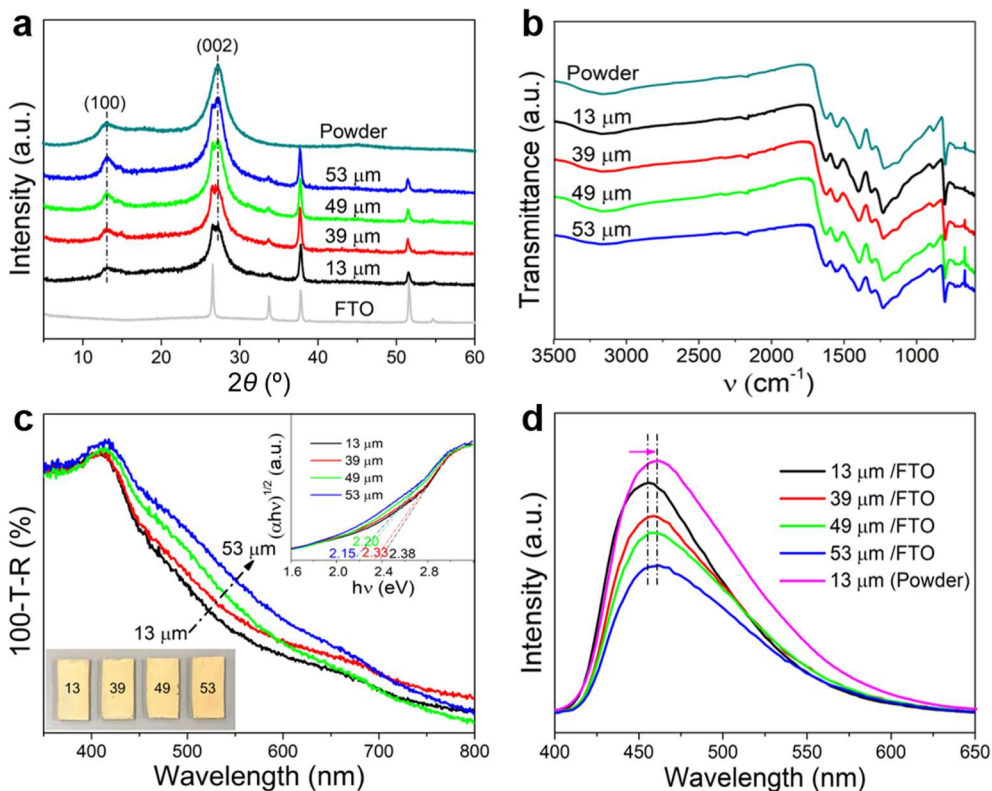 a
(002)
(100)
Powder
53 μm
49 μm
39 μm
13 μm
FTO
Intensity (a.u.)
10 20 30 40 50 60
2θ (º)
b
Powder
13 μm
39 μm
49 μm
53 μm
Transmittance (a.u.)
3500 3000 2500 2000 1500 1000
ν (cm⁻¹)
c
13 μm
39 μm
49 μm
53 μm
(αhν)^1/2 (a.u.)
2.20
2.15 2.33 2.38
1.6 2.0 2.4 2.8
hν (eV)
53 μm
13 μm
13 39 49 53
100-T-R (%)
400 500 600 700 800
Wavelength (nm)
d
13 μm /FTO
39 μm /FTO
49 μm /FTO
53 μm /FTO
13 μm (Powder)
Intensity (a.u.)
400 450 500 550 600 650
Wavelength (nm)